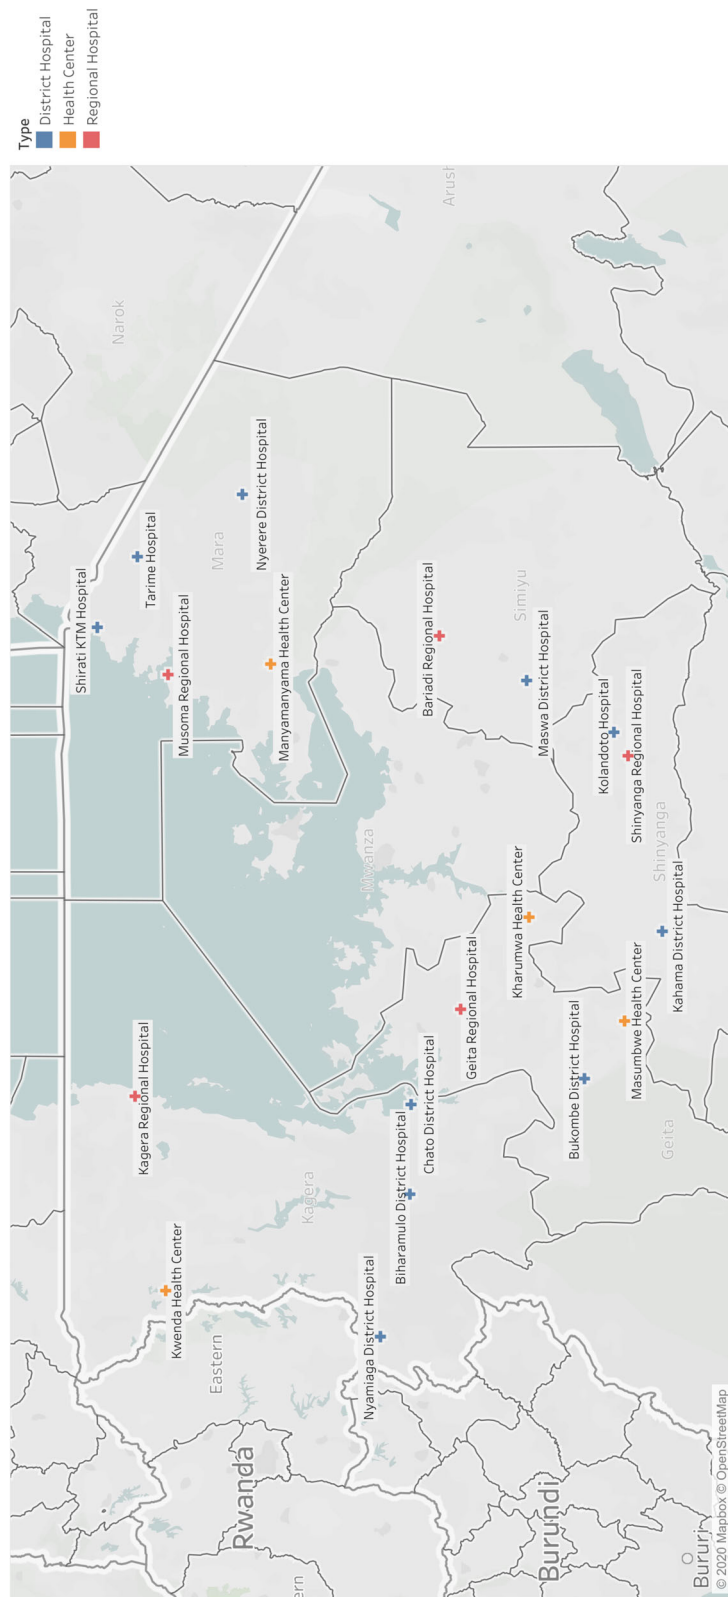 Type
District Hospital
Health Center
Regional Hospital
Narok
Arush
Shirati KTM Hospital
Tarime Hospital
Mara
Nyerere District Hospital
Musoma Regional Hospital
Manyamanyama Health Center
Bariadi Regional Hospital
Simiyu
Maswa District Hospital
Kolandoto Hospital
Shinyanga Regional Hospital
Mwanza
Shinyanga
Kharumwa Health Center
Kahama District Hospital
Geita Regional Hospital
Masumbwe Health Center
Bukombe District Hospital
Kagera Regional Hospital
Chato District Hospital
Biharamulo District Hospital
Geita
Kagera
Kwenda Health Center
Nyamiaga District Hospital
Eastern
Rwanda
Burundi
Bururi
ern
© 2020 Mapbox © OpenStreetMap